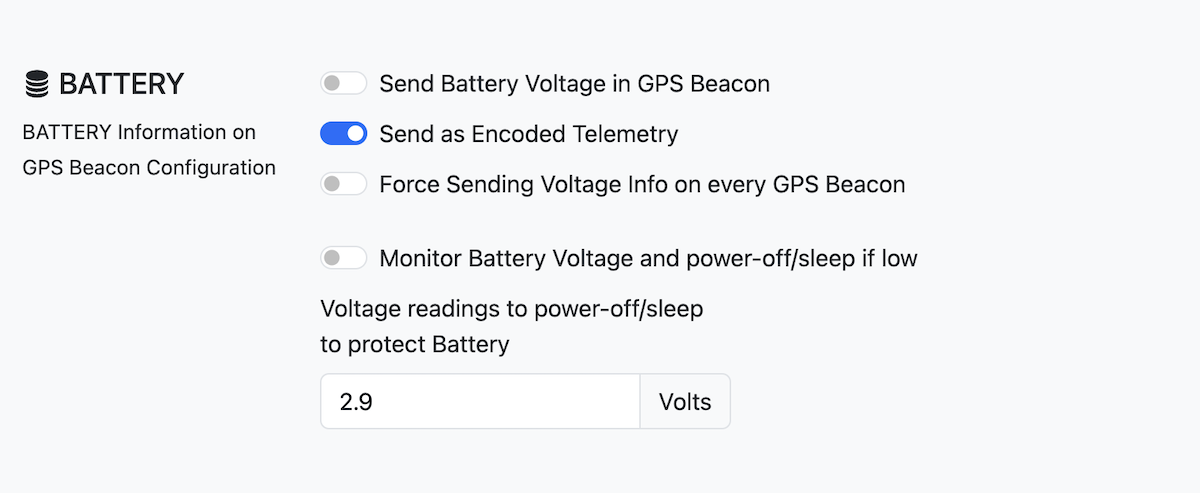 BATTERY
BATTERY Information on
GPS Beacon Configuration
Send Battery Voltage in GPS Beacon
Send as Encoded Telemetry
Force Sending Voltage Info on every GPS Beacon
Monitor Battery Voltage and power-off/sleep if low
Voltage readings to power-off/sleep
to protect Battery
2.9 Volts